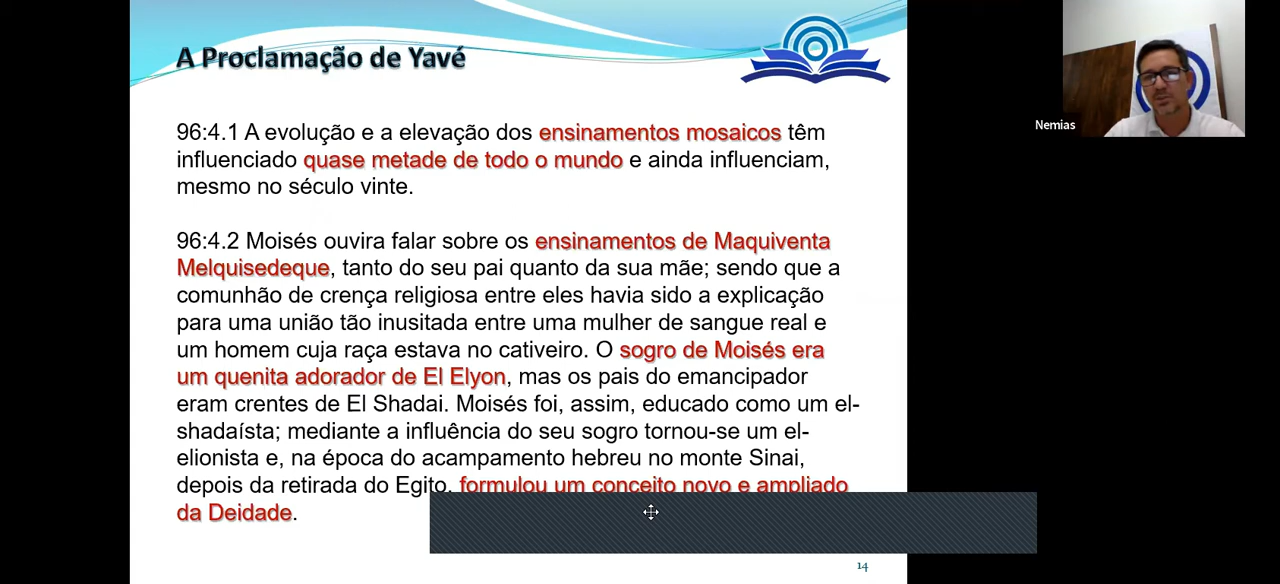 A Proclamação de Yavé
96:4.1 A evolução e a elevação dos ensinamentos mosaicos têm
influenciado quase metade de todo o mundo e ainda influenciam,
mesmo no século vinte.
96:4.2 Moisés ouvira falar sobre os ensinamentos de Maquiventa
Melquisedeque, tanto do seu pai quanto da sua mãe; sendo que a
comunhão de crença religiosa entre eles havia sido a explicação
para uma união tão inusitada entre uma mulher de sangue real e
um homem cuja raça estava no cativeiro. O sogro de Moisés era
um quenita adorador de El Elyon, mas os pais do emancipador
eram crentes de El Shadai. Moisés foi, assim, educado como um el-
shadaísta; mediante a influência do seu sogro tornou-se um el-
elionista e, na época do acampamento hebreu no monte Sinai,
depois da retirada do Egito, formulou um conceito novo e ampliado
da Deidade.
14
Nemias